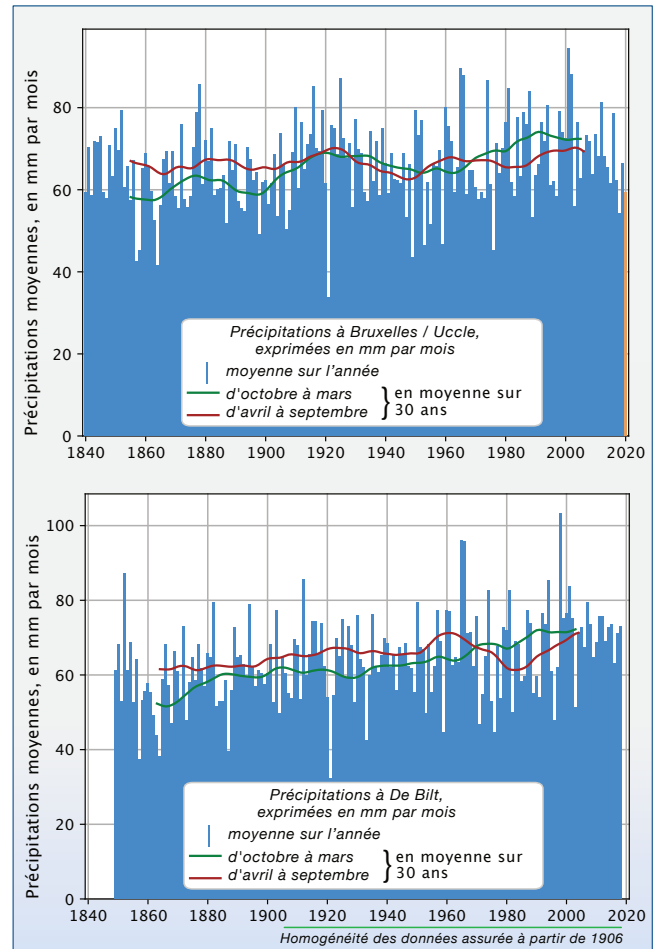 Précipitations moyennes, en mm par mois
80
60
40
20
0
Précipitations à Bruxelles / Uccle,
exprimées en mm par mois
moyenne sur l'année
d'octobre à mars
d'avril à septembre
} en moyenne sur
30 ans
1840 1860 1880 1900 1920 1940 1960 1980 2000 2020
Précipitations moyennes, en mm par mois
100
80
60
40
20
0
Précipitations à De Bilt,
exprimées en mm par mois
moyenne sur l'année
d'octobre à mars
d'avril à septembre
} en moyenne sur
30 ans
1840 1860 1880 1900 1920 1940 1960 1980 2000 2020
Homogénéité des données assurée à partir de 1906